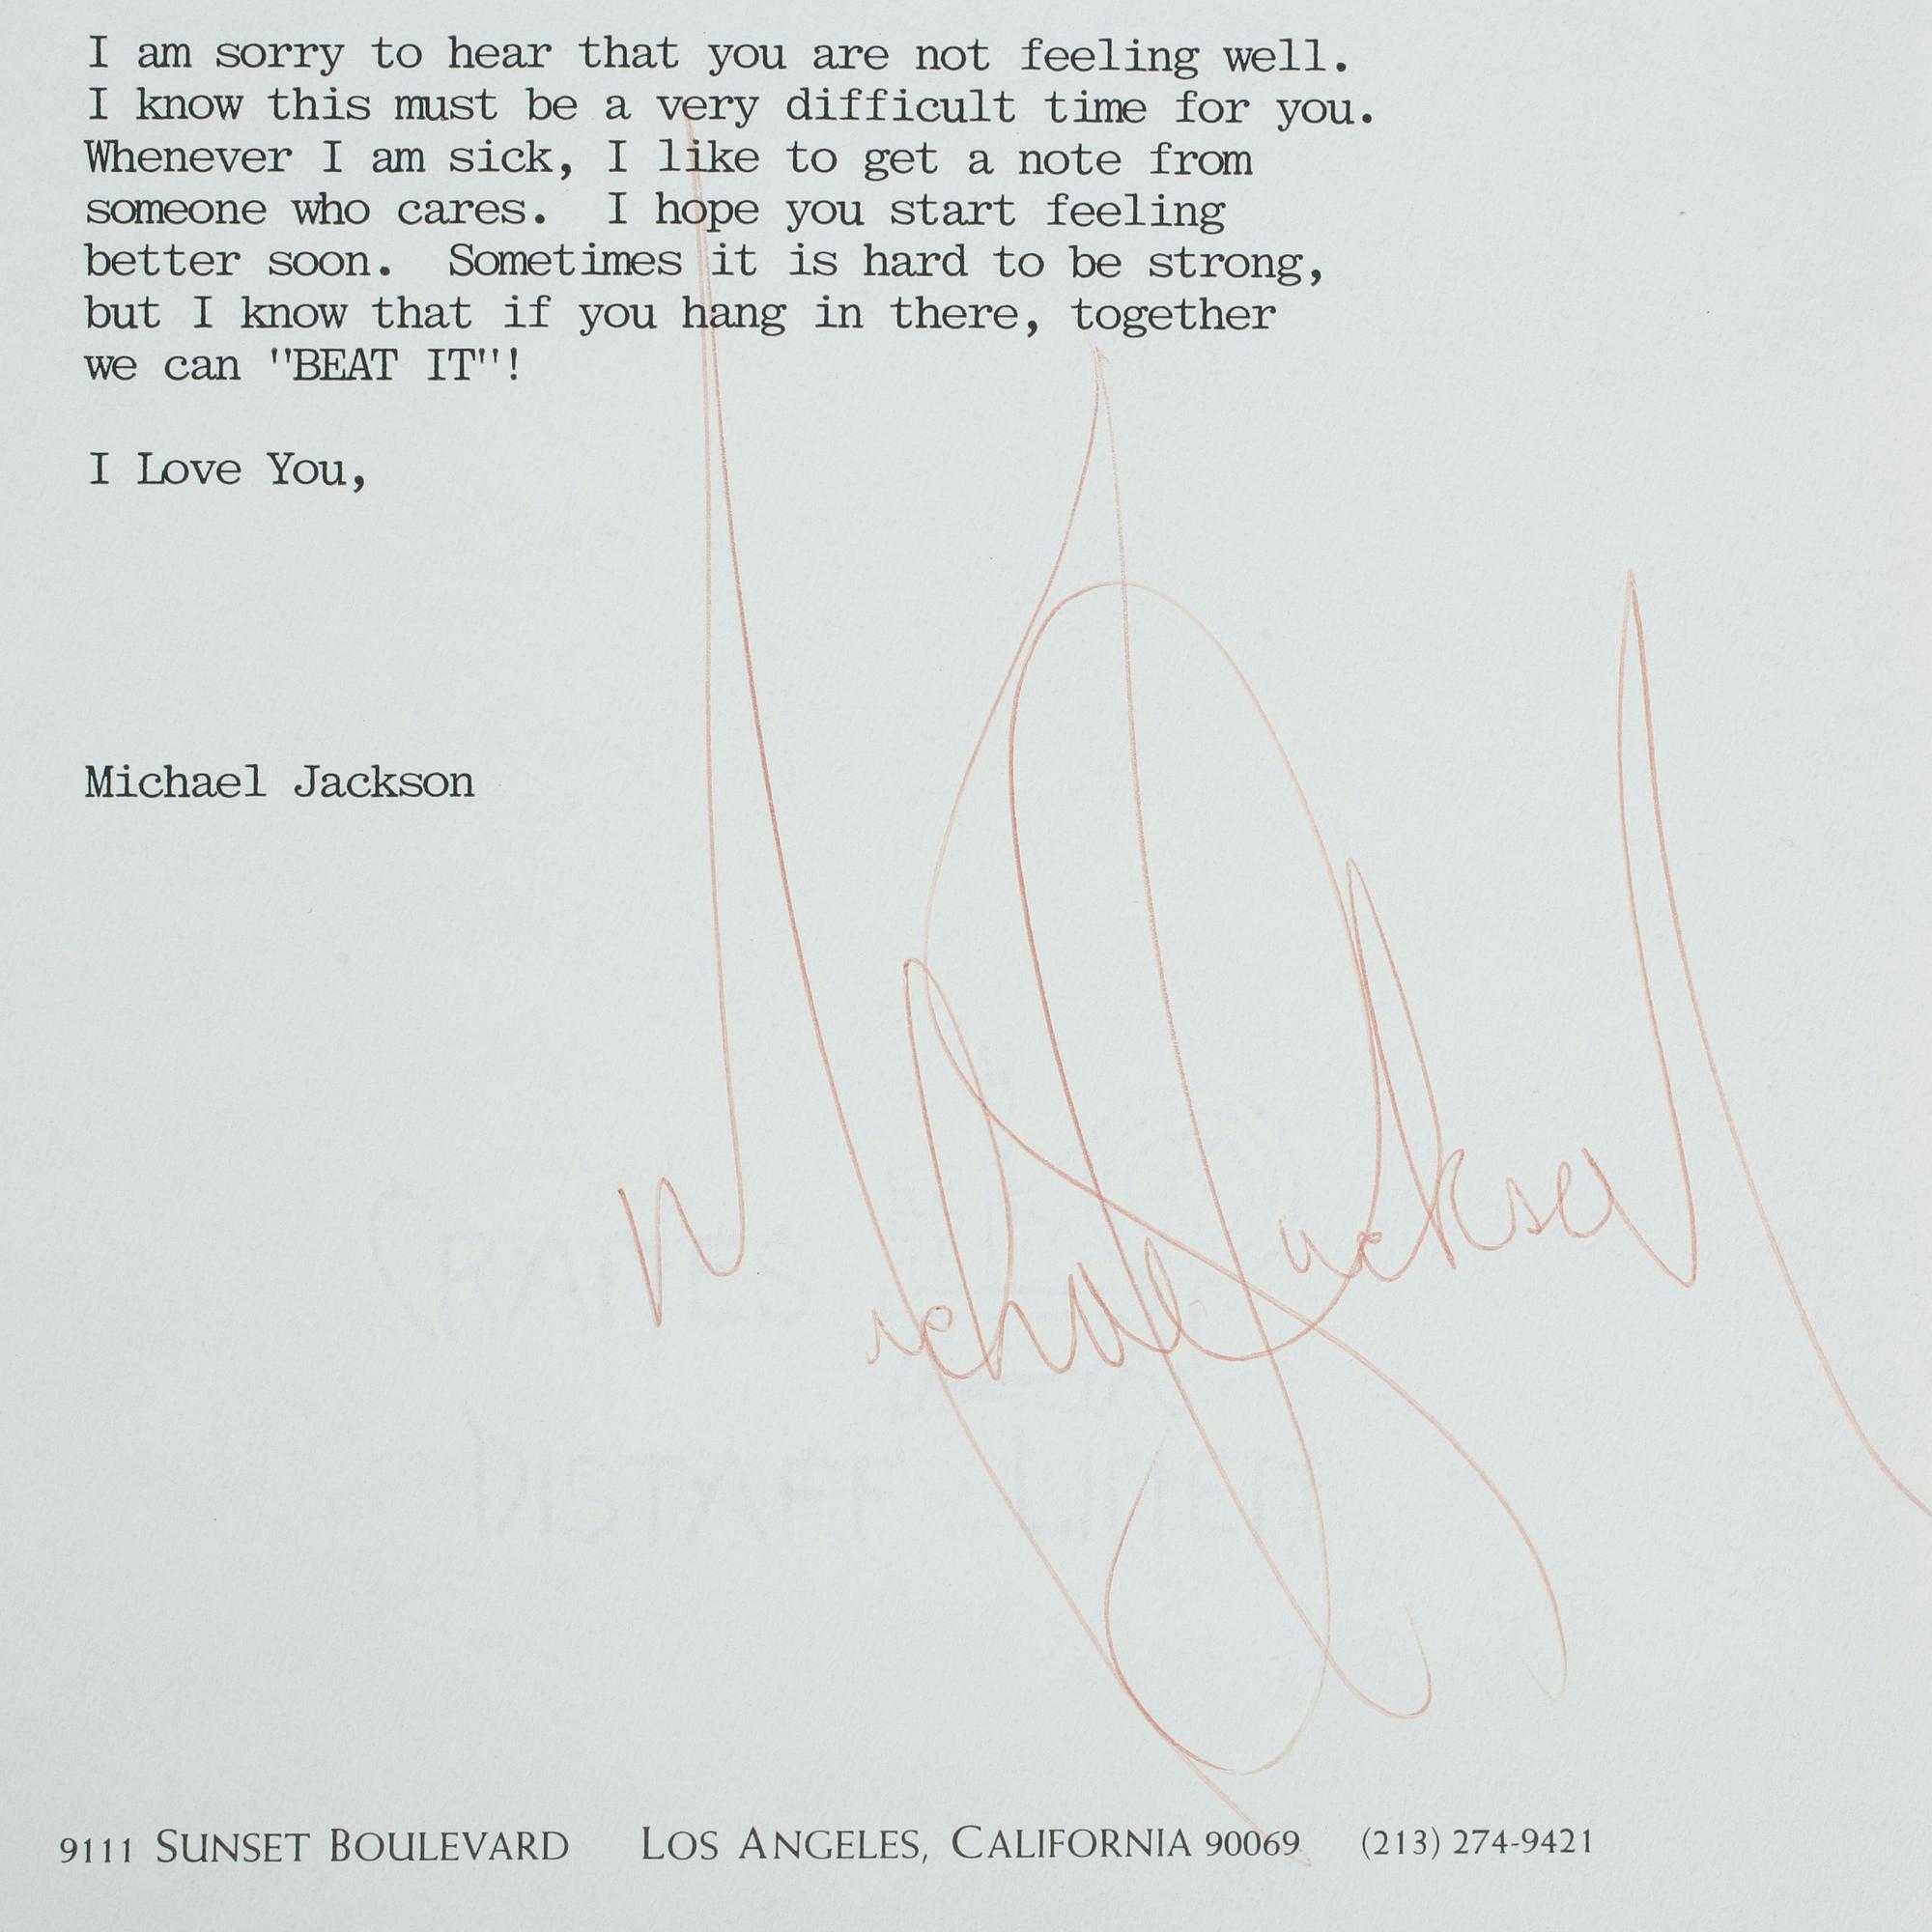 I am sorry to hear that you are not feeling well.
I know this must be a very difficult time for you.
Whenever I am sick, I like to get a note from
someone who cares.  I hope you start feeling
better soon.  Sometimes it is hard to be strong,
but I know that if you hang in there, together
we can "BEAT IT"!
I Love You,
Michael Jackson
Michael Jackson
9111 SUNSET BOULEVARD LOS ANGELES, CALIFORNIA 90069 (213) 274-9421